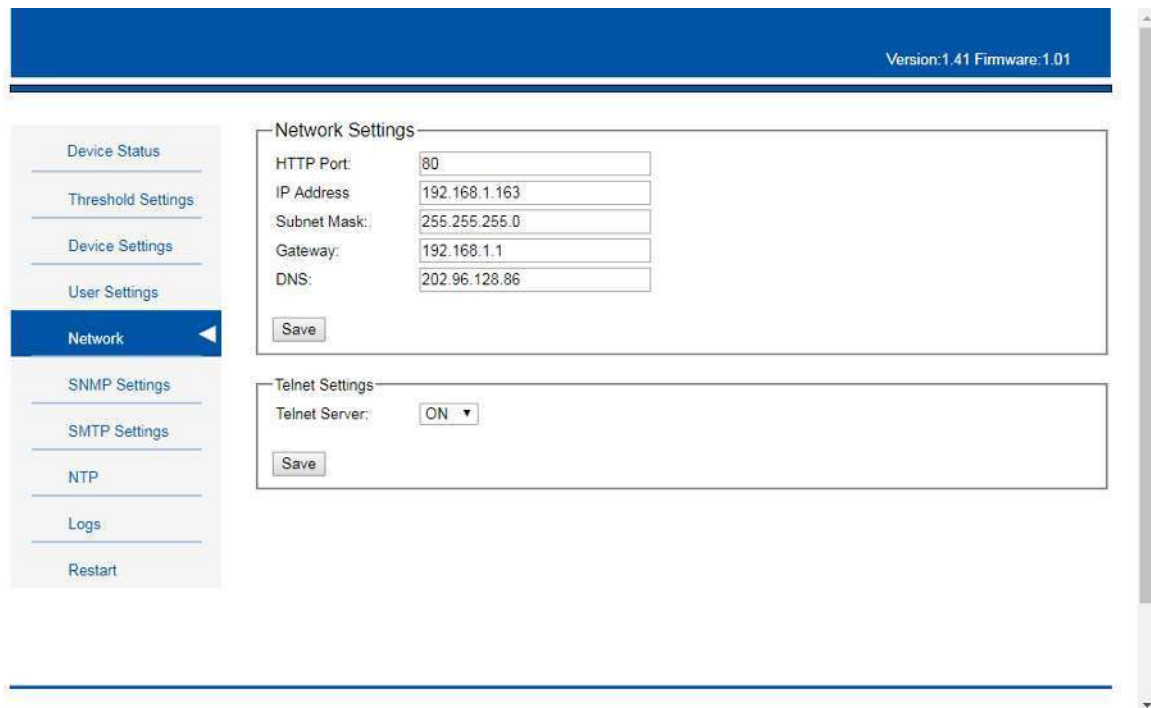 Version:1.41 Firmware:1.01
Device Status
Threshold Settings
Device Settings
User Settings
Network
SNMP Settings
SMTP Settings
NTP
Logs
Restart
Network Settings
HTTP Port: 80
IP Address 192.168.1.163
Subnet Mask: 255.255.255.0
Gateway: 192.168.1.1
DNS: 202.96.128.86
Save
Telnet Settings
Telnet Server: ON
Save